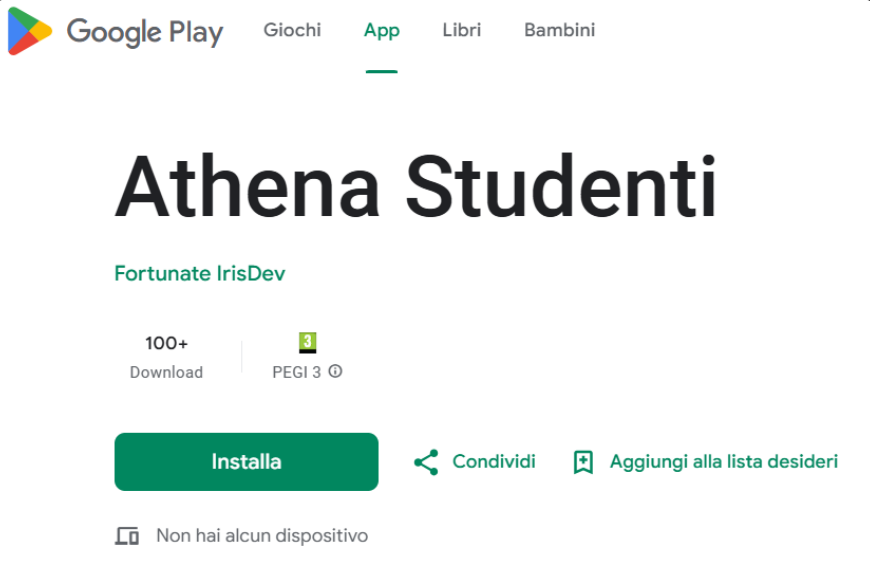 Google Play Giochi App Libri Bambini
Athena Studenti
Fortunate IrisDev
100+ 3
Download PEGI 3
Installa Condividi Aggiungi alla lista desideri
Non hai alcun dispositivo